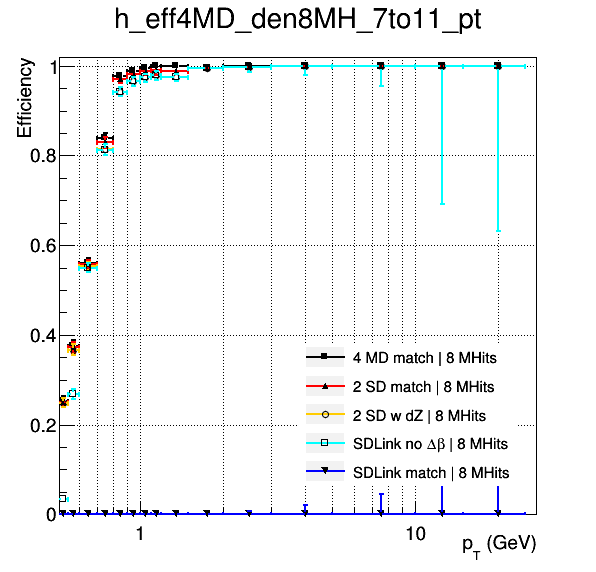 h_eff4MD_den8MH_7to11_pt
Efficiency
1
0.8
0.6
0.4
0.2
0
4 MD match | 8 MHits
2 SD match | 8 MHits
2 SD w dZ | 8 MHits
SDLink no Δβ | 8 MHits
SDLink match | 8 MHits
1 10
p_T (GeV)